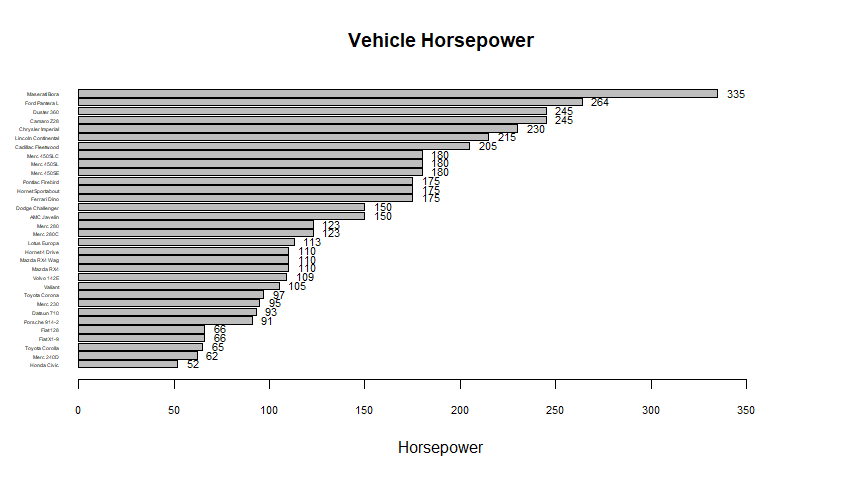 Vehicle Horsepower
Maserati Bora 335
Ford Pantera L 264
Duster 360 245
Camaro Z28 245
Chrysler Imperial 230
Lincoln Continental 215
Cadillac Fleetwood 205
Merc 450SLC 180
Merc 450SL 180
Merc 450SE 180
Pontiac Firebird 175
Hornet Sportabout 175
Ferrari Dino 175
Dodge Challenger 150
AMC Javelin 150
Merc 280 123
Merc 280C 123
Lotus Europa 113
Hornet 4 Drive 110
Mazda RX4 Wag 110
Mazda RX4 110
Volvo 142E 109
Valiant 105
Toyota Corona 97
Merc 230 95
Datsun 710 93
Porsche 914-2 91
Fiat 128 66
Fiat X1-9 66
Toyota Corolla 65
Merc 240D 62
Honda Civic 52
0 50 100 150 200 250 300 350
Horsepower